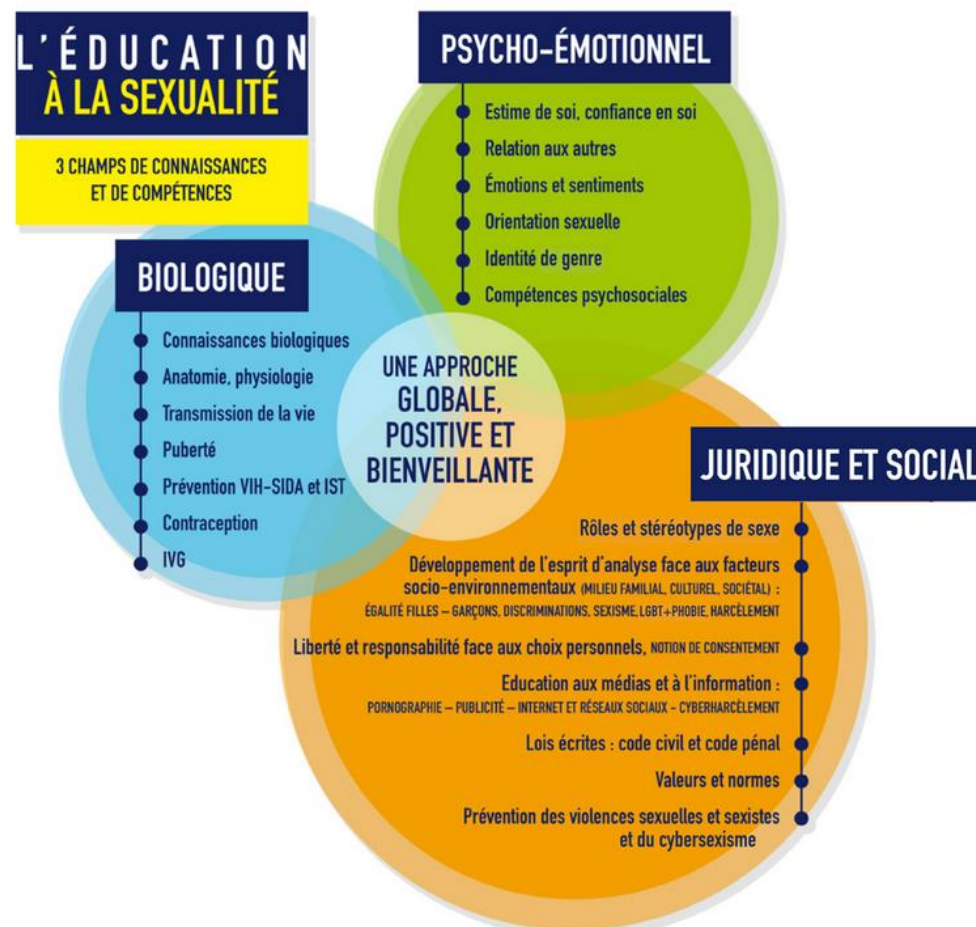 L'ÉDUCATION
À LA SEXUALITÉ
3 CHAMPS DE CONNAISSANCES
ET DE COMPÉTENCES
PSYCHO-ÉMOTIONNEL
Estime de soi, confiance en soi
Relation aux autres
Émotions et sentiments
Orientation sexuelle
Identité de genre
Compétences psychosociales
BIOLOGIQUE
Connaissances biologiques
Anatomie, physiologie
Transmission de la vie
Puberté
Prévention VIH-SIDA et IST
Contraception
IVG
UNE APPROCHE
GLOBALE,
POSITIVE ET
BIENVEILLANTE
JURIDIQUE ET SOCIAL
Rôles et stéréotypes de sexe
Développement de l'esprit d'analyse face aux facteurs
socio-environnementaux (MILIEU FAMILIAL, CULTUREL, SOCIÉTAL) :
ÉGALITÉ FILLES – GARÇONS, DISCRIMINATIONS, SEXISME, LGBT+PHOBIE, HARCÈLEMENT
Liberté et responsabilité face aux choix personnels, NOTION DE CONSENTEMENT
Education aux médias et à l'information :
PORNOGRAPHIE – PUBLICITÉ – INTERNET ET RÉSEAUX SOCIAUX - CYBERHARCÈLEMENT
Lois écrites : code civil et code pénal
Valeurs et normes
Prévention des violences sexuelles et sexistes
et du cybersexisme